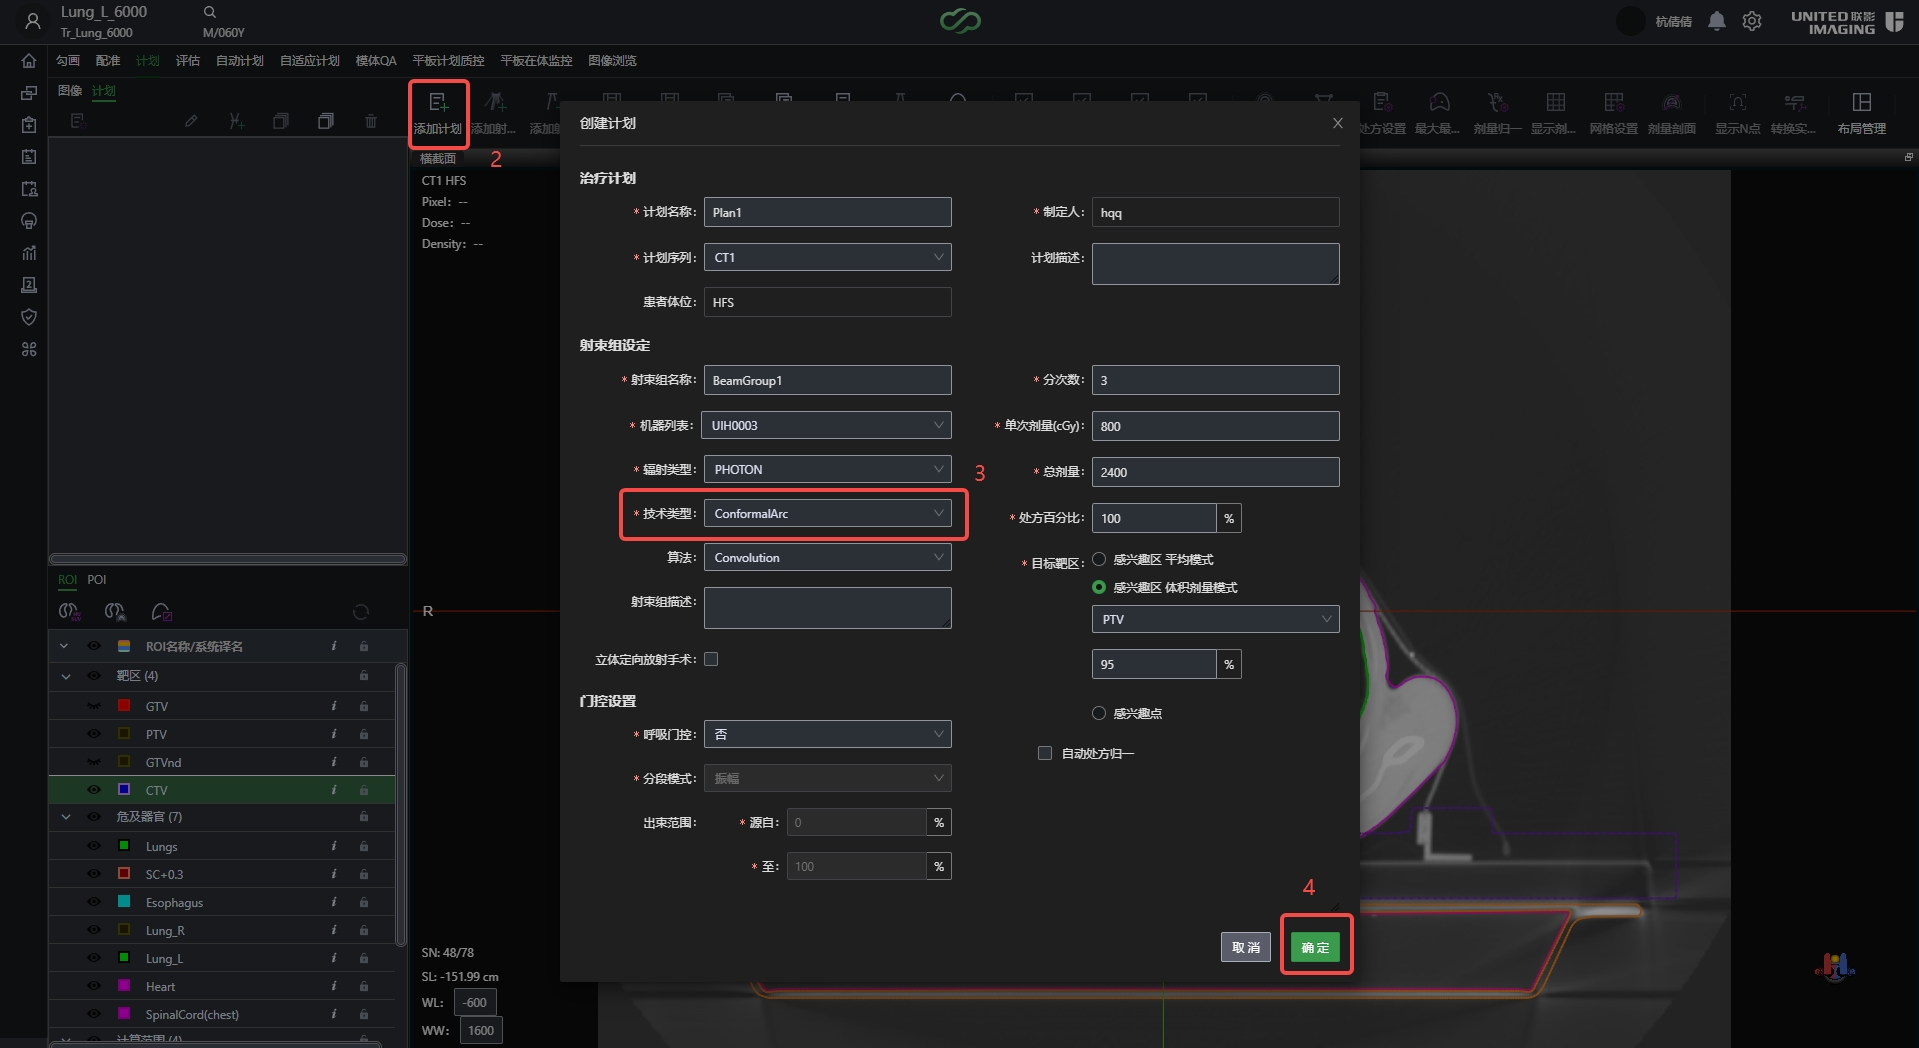 Lung_L_6000
Tr_Lung_6000
M/060Y
杭倩倩
UNITED 联影
IMAGING
勾画 配准 计划 评估 自动计划 自适应计划 模体QA 平板计划质控 平板在体监控 图像浏览
图像 计划
添加计划 添加射... 处方设置 最大最... 剂量归一 显示剂... 网格设置 剂量剖面 显示N点 转换实... 布局管理
2
横截面
CT1 HFS
Pixel: --
Dose: --
Density: --
R
创建计划
治疗计划
* 计划名称: Plan1
* 制定人: hqq
* 计划序列: CT1
计划描述:
患者体位: HFS
射束组设定
* 射束组名称: BeamGroup1
* 分次数: 3
* 机器列表: UIH0003
* 单次剂量(cGy): 800
* 辐射类型: PHOTON
3
* 总剂量: 2400
* 技术类型: ConformalArc
* 处方百分比: 100 %
算法: Convolution
* 目标靶区: 感兴趣区 平均模式
感兴趣区 体积剂量模式
射束组描述:
PTV
立体定向放射手术:
95 %
门控设置
感兴趣点
* 呼吸门控: 否
自动处方归一
* 分段模式: 振幅
出束范围: * 源自: 0 %
* 至: 100 %
4
取消 确定
ROI POI
ROI名称/系统译名
靶区 (4)
GTV
PTV
GTVnd
CTV
危及器官 (7)
Lungs
SC+0.3
Esophagus
Lung_R
Lung_L
Heart
SpinalCord(chest)
计算范围 (4)
SN: 48/78
SL: -151.99 cm
WL: -600
WW: 1600